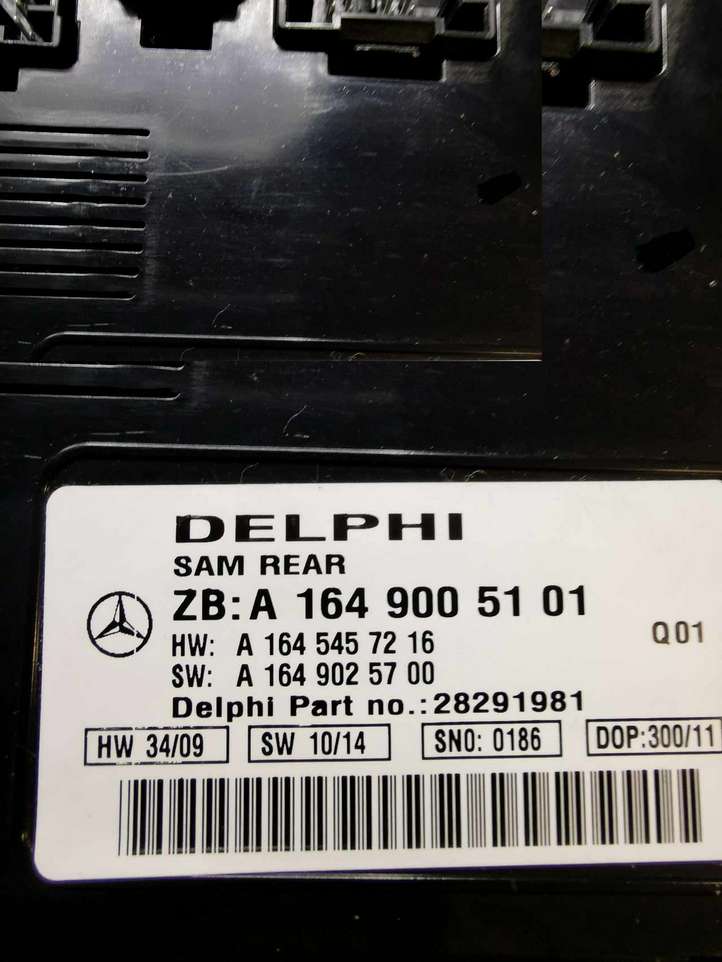 DELPHI
SAM REAR
ZB: A 164 900 51 01
HW: A 164 545 72 16
Q01
SW: A 164 902 57 00
Delphi Part no.:28291981
HW 34/09 SW 10/14 SNO: 0186 DOP:300/11